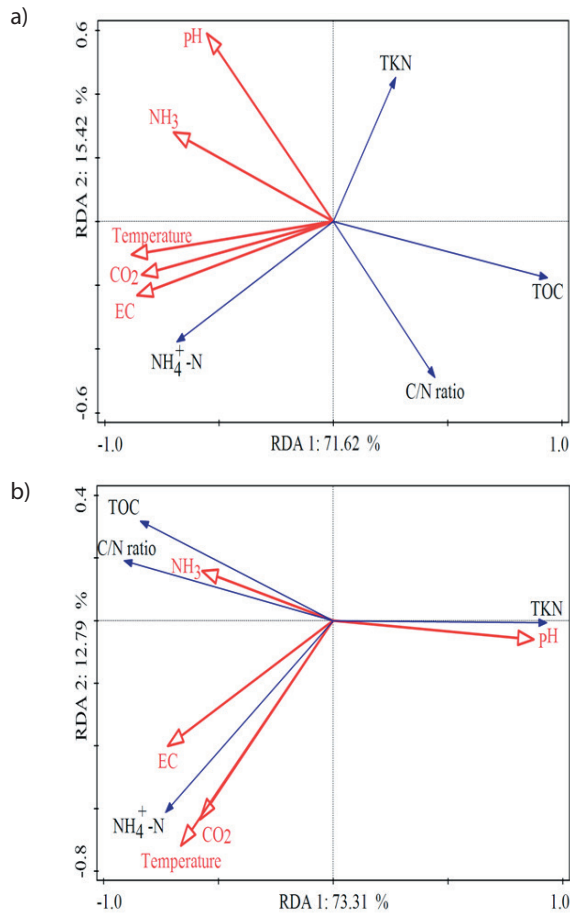 a)
0.6
pH
TKN
NH3
RDA 2: 15.42 %
Temperature
CO2
EC
TOC
NH4+-N
C/N ratio
-0.6
-1.0
RDA 1: 71.62 %
1.0
b)
0.4
TOC
C/N ratio
NH3
TKN
pH
RDA 2: 12.79 %
EC
NH4+-N
CO2
Temperature
-0.8
-1.0
RDA 1: 73.31 %
1.0